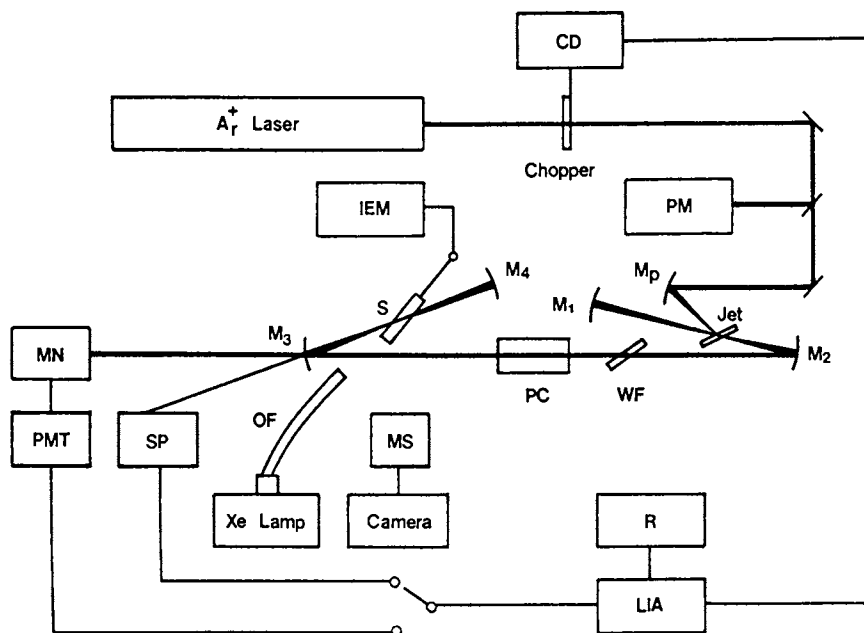 CD
A⁺r Laser
Chopper
IEM
PM
M4
Mp
S
M1
Jet
M3
MN
M2
PC
WF
OF
PMT
SP
MS
Xe Lamp
Camera
R
LIA